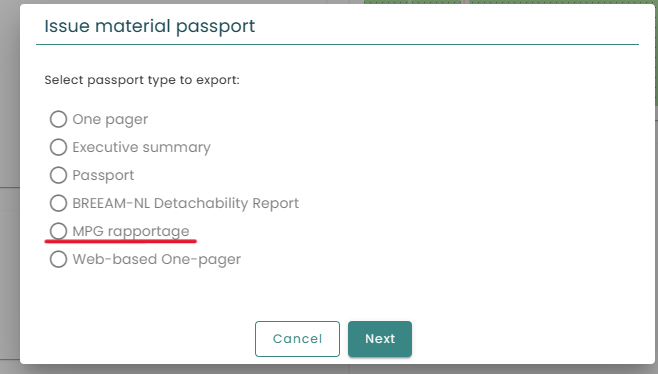 Issue material passport
Select passport type to export:
One pager
Executive summary
Passport
BREEAM-NL Detachability Report
MPG rapportage
Web-based One-pager
Cancel
Next